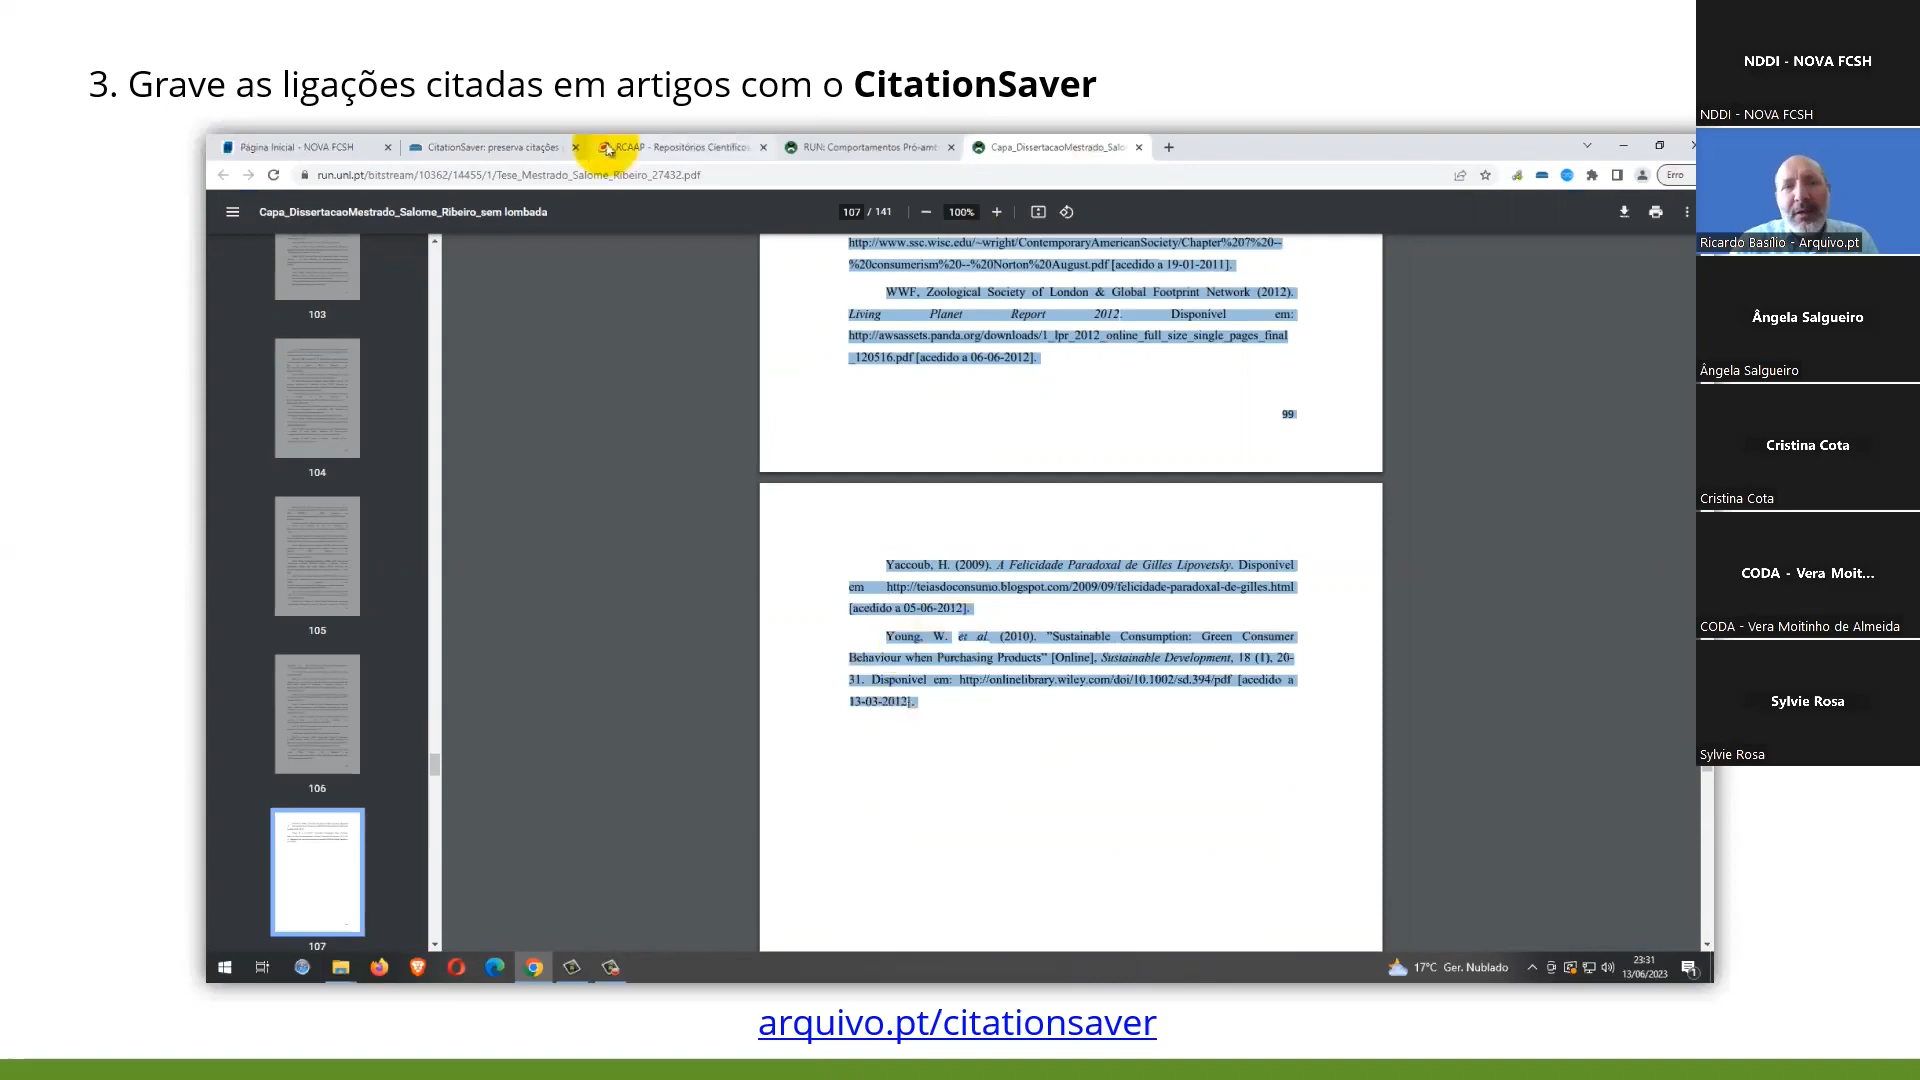 3. Grave as ligações citadas em artigos com o CitationSaver
Página Inicial - NOVA FCSH
CitationSaver: preserva citações
RCAAP - Repositórios Científicos
RUN: Comportamentos Pró-amb
Capa_DissertacaoMestrado_Salo
run.unl.pt/bitstream/10362/14455/1/Tese_Mestrado_Salome_Ribeiro_27432.pdf
Erro
Capa_DissertacaoMestrado_Salome_Ribeiro_sem lombada
107 / 141
100%
103
104
105
106
107
http://www.ssc.wisc.edu/~wright/ContemporaryAmericanSociety/Chapter%207%20--
%20consumerism%20--%20Norton%20August.pdf [acedido a 19-01-2011].
WWF, Zoological Society of London & Global Footprint Network (2012).
Living Planet Report 2012. Disponível em:
http://awsassets.panda.org/downloads/1_lpr_2012_online_full_size_single_pages_final
_120516.pdf [acedido a 06-06-2012].
99
Yaccoub, H. (2009). A Felicidade Paradoxal de Gilles Lipovetsky. Disponível
em http://teiasdoconsumo.blogspot.com/2009/09/felicidade-paradoxal-de-gilles.html
[acedido a 05-06-2012].
Young, W. et al. (2010). "Sustainable Consumption: Green Consumer
Behaviour when Purchasing Products" [Online], Sustainable Development, 18 (1), 20-
31. Disponível em: http://onlinelibrary.wiley.com/doi/10.1002/sd.394/pdf [acedido a
13-03-2012].
17°C Ger. Nublado
23:31
13/06/2023
1
arquivo.pt/citationsaver
NDDI - NOVA FCSH
NDDI - NOVA FCSH
Ricardo Basílio - Arquivo.pt
Ângela Salgueiro
Ângela Salgueiro
Cristina Cota
Cristina Cota
CODA - Vera Moit...
CODA - Vera Moitinho de Almeida
Sylvie Rosa
Sylvie Rosa